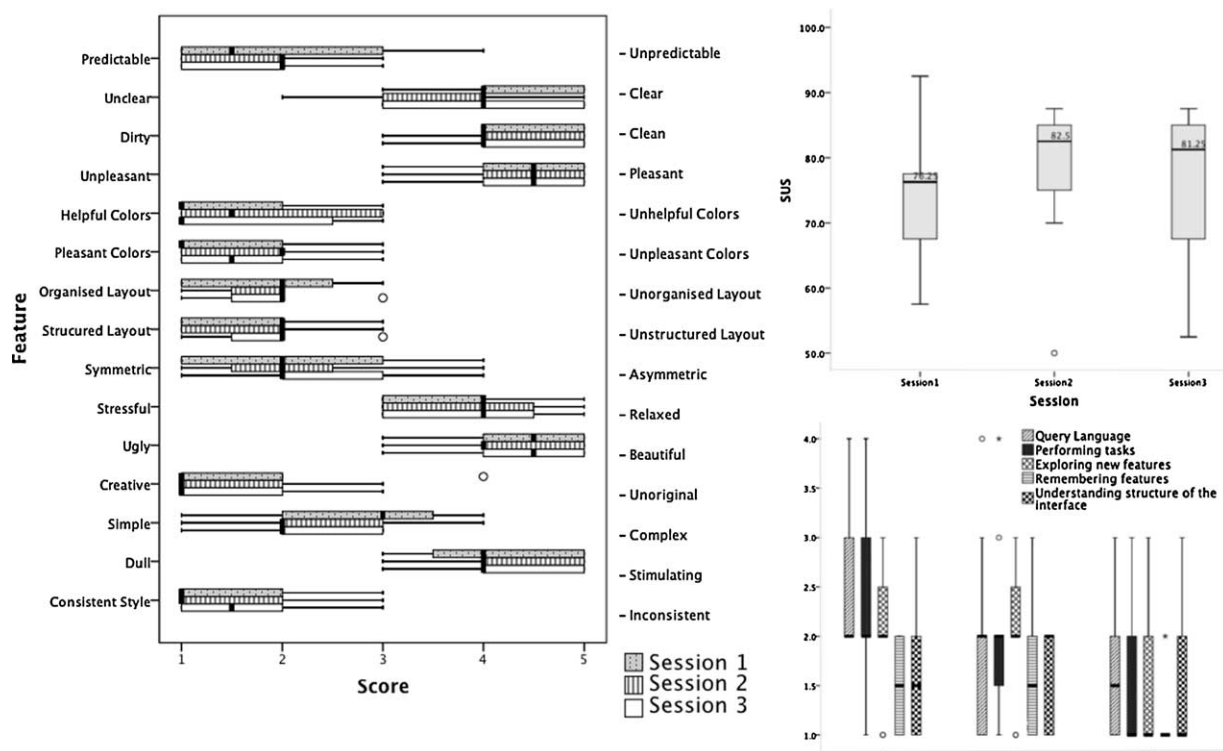 Feature
Predictable
Unclear
Dirty
Unpleasant
Helpful Colors
Pleasant Colors
Organised Layout
Strucured Layout
Symmetric
Stressful
Ugly
Creative
Simple
Dull
Consistent Style
- Unpredictable
- Clear
- Clean
- Pleasant
- Unhelpful Colors
- Unpleasant Colors
- Unorganised Layout
- Unstructured Layout
- Asymmetric
- Relaxed
- Beautiful
- Unoriginal
- Complex
- Stimulating
- Inconsistent
1 2 3 4 5
Score
Session 1
Session 2
Session 3
SUS
100.0
90.0
80.0
70.0
60.0
50.0
76.25
82.5
81.25
Session1 Session2 Session3
Session
4.0
3.5
3.0
2.5
2.0
1.5
1.0
Query Language
Performing tasks
Exploring new features
Remembering features
Understanding structure of the
interface